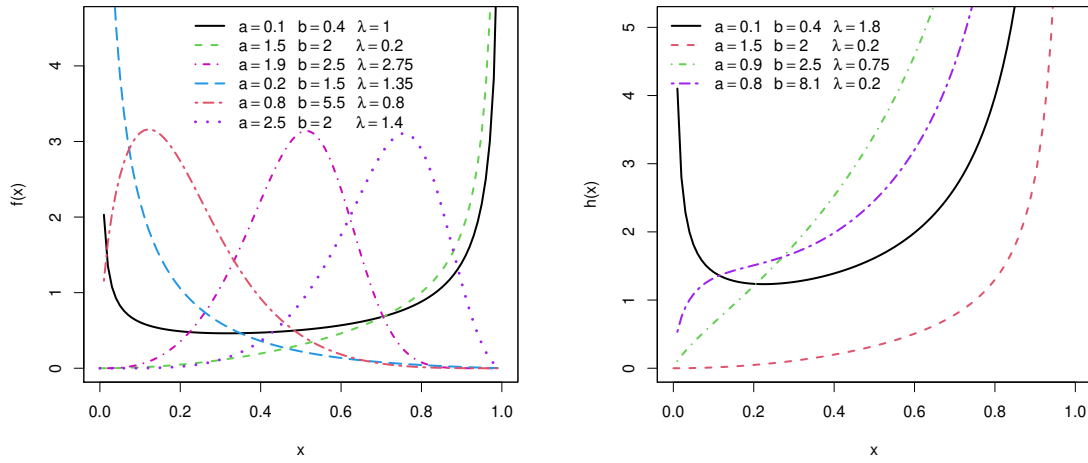 a = 0.1 b = 0.4 λ = 1
a = 1.5 b = 2 λ = 0.2
a = 1.9 b = 2.5 λ = 2.75
a = 0.2 b = 1.5 λ = 1.35
a = 0.8 b = 5.5 λ = 0.8
a = 2.5 b = 2 λ = 1.4
f(x)
4
3
2
1
0
0.0 0.2 0.4 0.6 0.8 1.0
x
a = 0.1 b = 0.4 λ = 1.8
a = 1.5 b = 2 λ = 0.2
a = 0.9 b = 2.5 λ = 0.75
a = 0.8 b = 8.1 λ = 0.2
h(x)
5
4
3
2
1
0
0.0 0.2 0.4 0.6 0.8 1.0
x